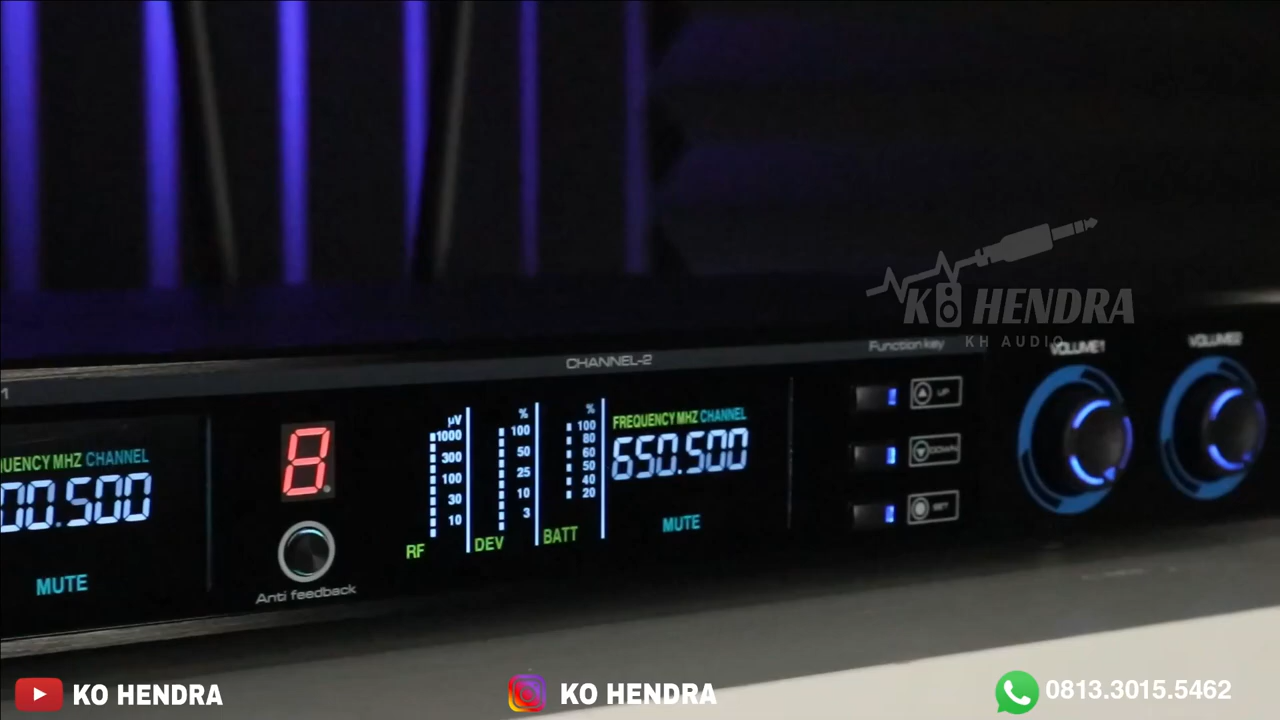 KO HENDRA
KH AUDIO
1
CHANNEL-2
Function key
VOLUME1
VOLUME2
UENCY MHZ CHANNEL
00.500
MUTE
8
Anti feedback
µV
1000
300
100
30
10
RF
%
100
50
25
10
3
DEV
%
100
80
60
50
40
20
BATT
FREQUENCY MHZ CHANNEL
650.500
MUTE
UP
DOWN
SET
KO HENDRA
KO HENDRA
0813.3015.5462